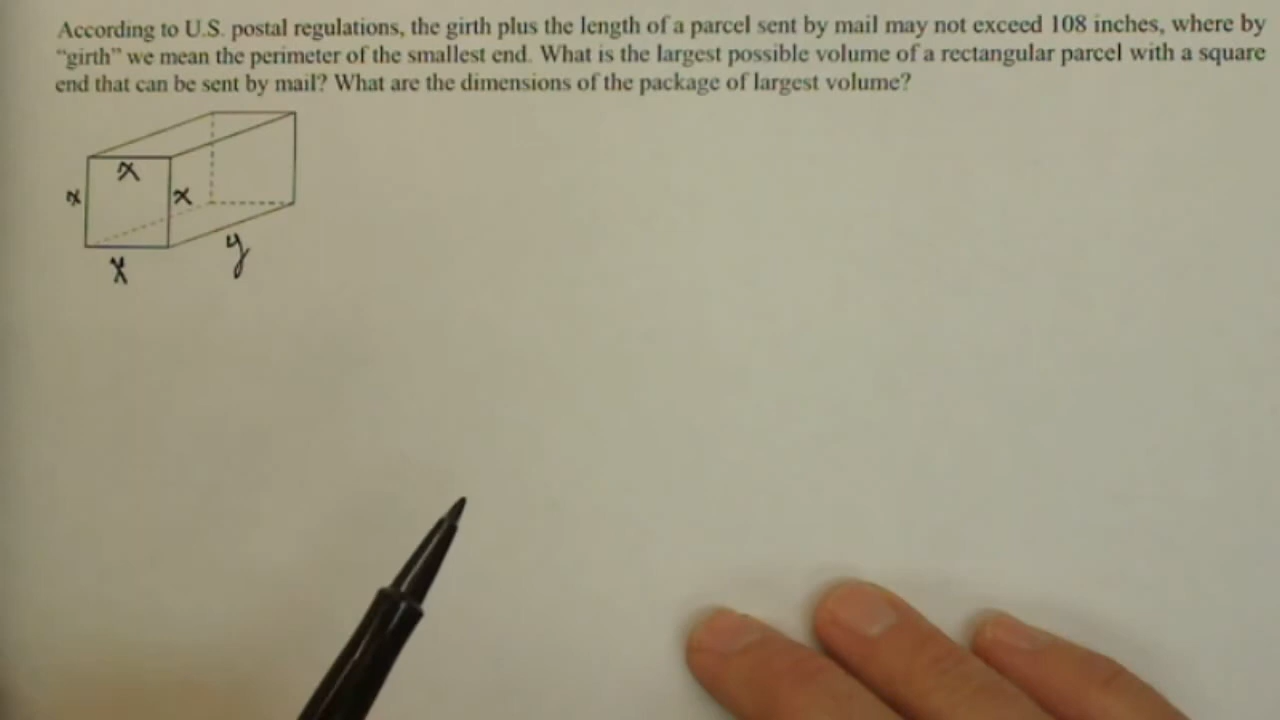 According to U.S. postal regulations, the girth plus the length of a parcel sent by mail may not exceed 108 inches, where by
“girth” we mean the perimeter of the smallest end. What is the largest possible volume of a rectangular parcel with a square
end that can be sent by mail? What are the dimensions of the package of largest volume?
x
x x
y
x